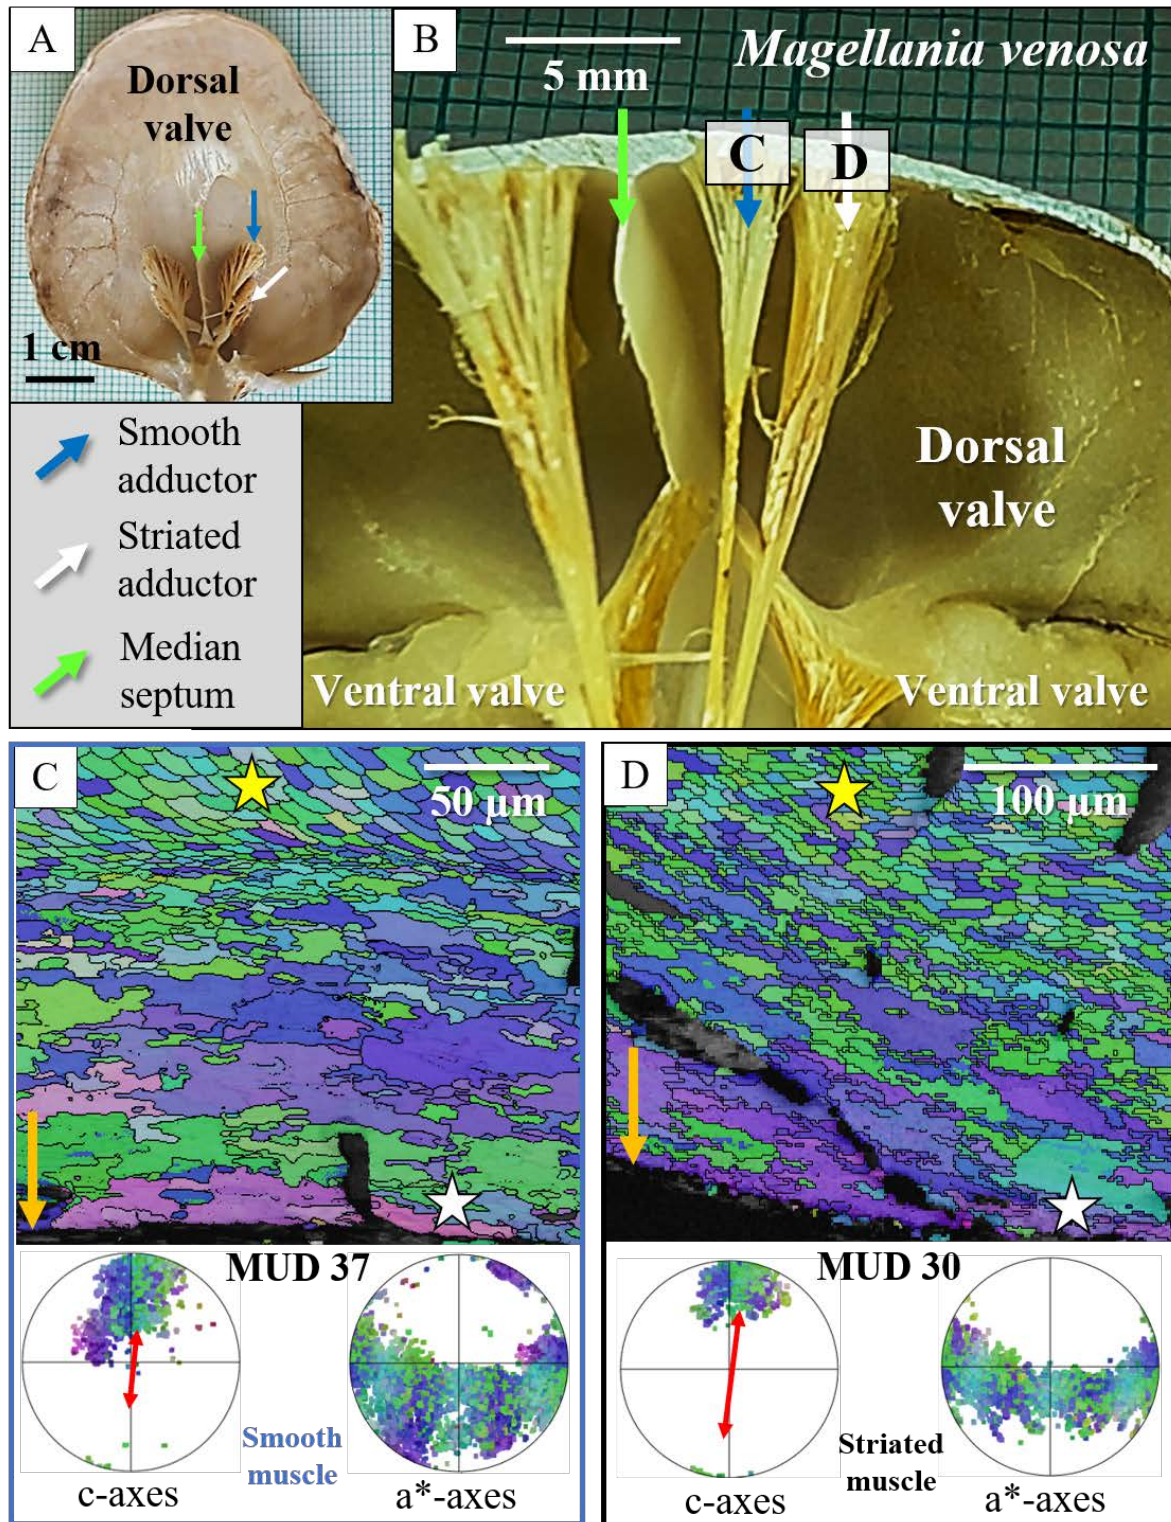 A
Dorsal
valve
1 cm
B
5 mm
Magellania venosa
C
D
Dorsal
valve
Ventral valve
Ventral valve
Smooth
adductor
Striated
adductor
Median
septum
C
50 µm
MUD 37
Smooth
muscle
c-axes
a*-axes
D
100 µm
MUD 30
Striated
muscle
c-axes
a*-axes